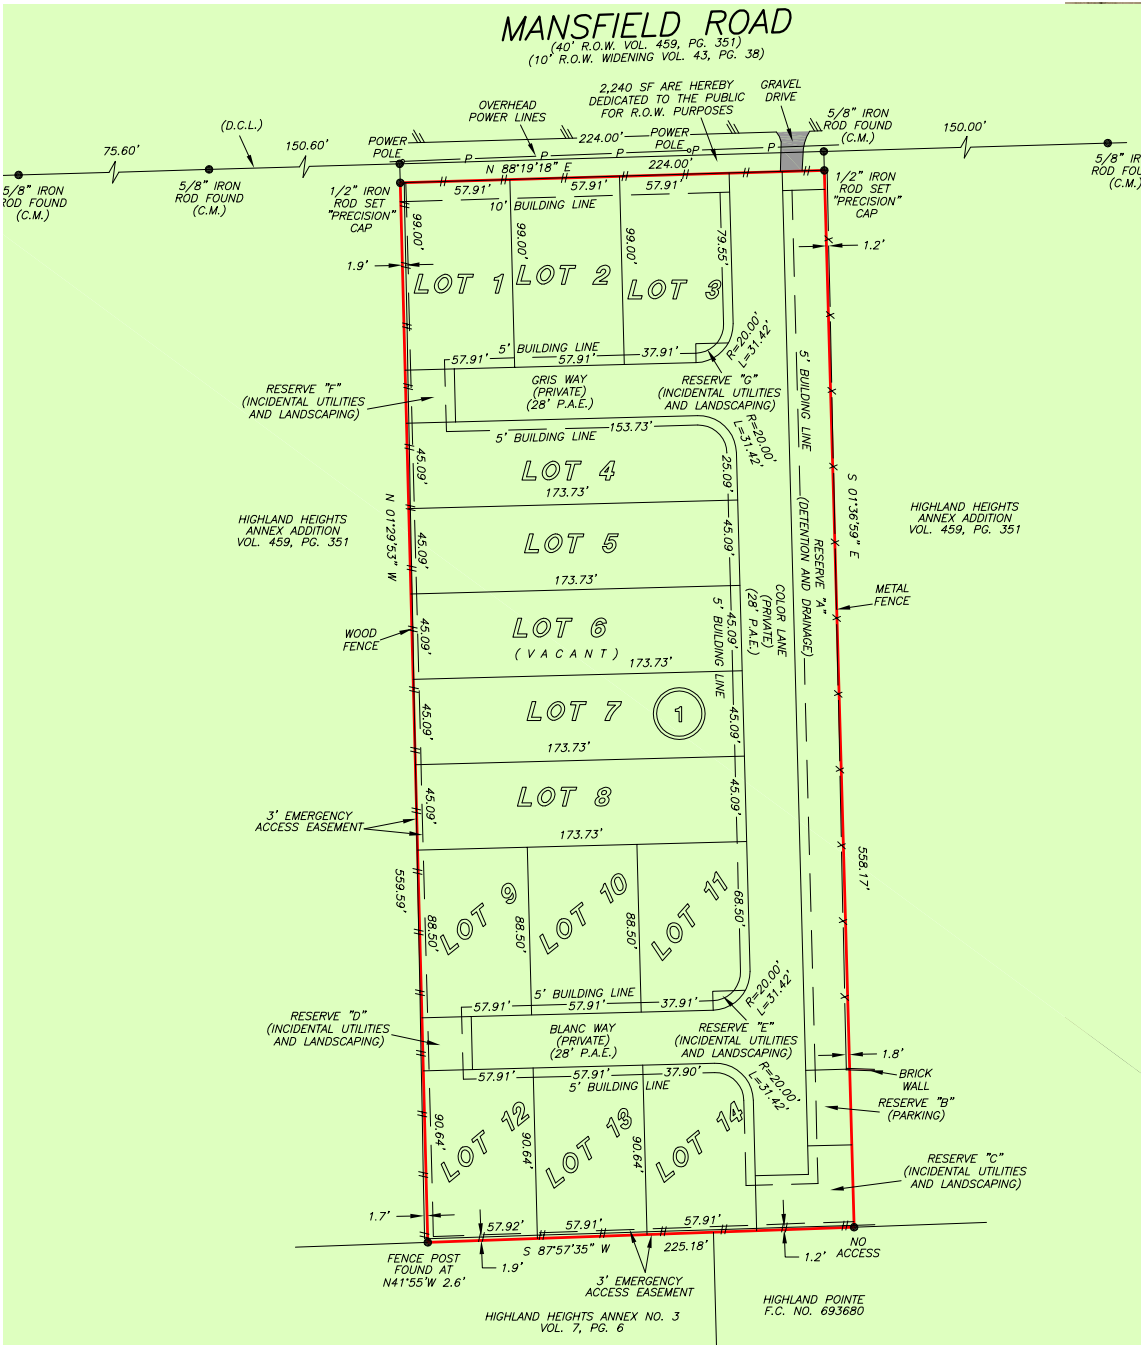 MANSFIELD ROAD
(40' R.O.W. VOL. 459, PG. 351)
(10' R.O.W. WIDENING VOL. 43, PG. 38)
2,240 SF ARE HEREBY
DEDICATED TO THE PUBLIC
FOR R.O.W. PURPOSES
GRAVEL
DRIVE
OVERHEAD
POWER LINES
5/8" IRON
ROD FOUND
(C.M.)
(D.C.L.)
75.60'
150.60'
POWER
POLE
224.00'
POWER
POLE
150.00'
P P P P P
N 88°19'18" E
224.00'
5/8" IRON
ROD FOUND
(C.M.)
5/8" IRON
ROD FOUND
(C.M.)
1/2" IRON
ROD SET
"PRECISION"
CAP
57.91'
57.91'
57.91'
10' BUILDING LINE
1/2" IRON
ROD SET
"PRECISION"
CAP
5/8" I
ROD FOU
(C.M
99.00'
99.00'
99.00'
79.55'
1.9'
1.2'
LOT 1
LOT 2
LOT 3
5' BUILDING LINE
57.91'
57.91'
37.91'
R=20.00'
L=31.42'
RESERVE "F"
(INCIDENTAL UTILITIES
AND LANDSCAPING)
GRIS WAY
(PRIVATE)
(28' P.A.E.)
RESERVE "G"
(INCIDENTAL UTILITIES
AND LANDSCAPING)
5' BUILDING LINE
5' BUILDING LINE
153.73'
R=20.00'
L=31.42'
45.09'
LOT 4
25.09'
173.73'
N 01°29'53" W
S 01°36'59" E
HIGHLAND HEIGHTS
ANNEX ADDITION
VOL. 459, PG. 351
HIGHLAND HEIGHTS
ANNEX ADDITION
VOL. 459, PG. 351
45.09'
LOT 5
45.09'
173.73'
RESERVE "A"
(DETENTION AND DRAINAGE)
COLOR LANE
(PRIVATE)
(28' P.A.E.)
METAL
FENCE
WOOD
FENCE
45.09'
LOT 6
(VACANT)
45.09'
5' BUILDING LINE
173.73'
45.09'
LOT 7
1
45.09'
173.73'
3' EMERGENCY
ACCESS EASEMENT
45.09'
LOT 8
45.09'
173.73'
559.59'
558.17'
LOT 9
LOT 10
LOT 11
88.50'
88.50'
88.50'
68.50'
5' BUILDING LINE
57.91'
57.91'
37.91'
R=20.00'
L=31.42'
RESERVE "D"
(INCIDENTAL UTILITIES
AND LANDSCAPING)
BLANC WAY
(PRIVATE)
(28' P.A.E.)
RESERVE "E"
(INCIDENTAL UTILITIES
AND LANDSCAPING)
1.8'
BRICK
WALL
57.91'
57.91'
37.90'
5' BUILDING LINE
R=20.00'
L=31.42'
RESERVE "B"
(PARKING)
LOT 12
LOT 13
LOT 14
90.64'
90.64'
90.64'
RESERVE "C"
(INCIDENTAL UTILITIES
AND LANDSCAPING)
1.7'
57.92'
57.91'
57.91'
S 87°57'35" W
225.18'
NO
ACCESS
FENCE POST
FOUND AT
N41°55'W 2.6'
1.9'
1.2'
3' EMERGENCY
ACCESS EASEMENT
HIGHLAND HEIGHTS ANNEX NO. 3
VOL. 7, PG. 6
HIGHLAND POINTE
F.C. NO. 693680